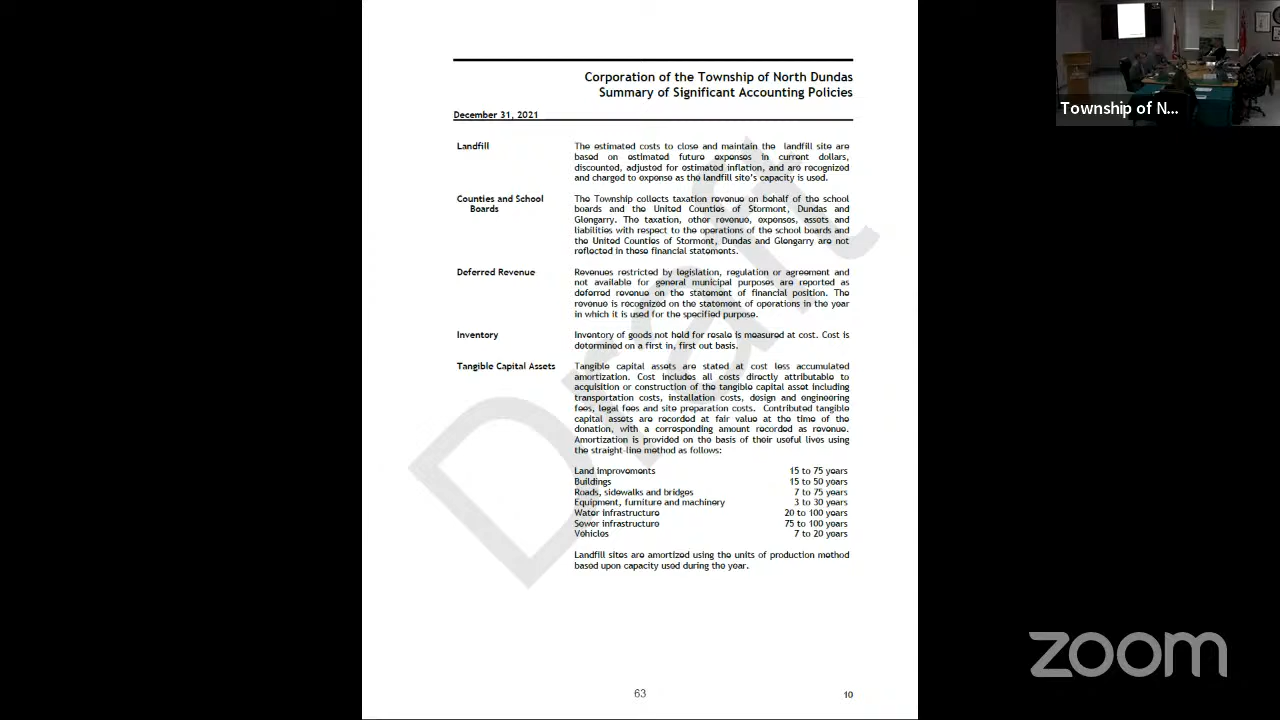 Corporation of the Township of North Dundas
Summary of Significant Accounting Policies
December 31, 2021
Landfill
The estimated costs to close and maintain the landfill site are
based on estimated future expenses in current dollars,
discounted, adjusted for estimated inflation, and are recognized
and charged to expense as the landfill site's capacity is used.
Counties and School
Boards
The Township collects taxation revenue on behalf of the school
boards and the United Counties of Stormont, Dundas and
Glengarry. The taxation, other revenue, expenses, assets and
liabilities with respect to the operations of the school boards and
the United Counties of Stormont, Dundas and Glengarry are not
reflected in these financial statements.
Deferred Revenue
Revenues restricted by legislation, regulation or agreement and
not available for general municipal purposes are reported as
deferred revenue on the statement of financial position. The
revenue is recognized on the statement of operations in the year
in which it is used for the specified purpose.
Inventory
Inventory of goods not held for resale is measured at cost. Cost is
determined on a first in, first out basis.
Tangible Capital Assets
Tangible capital assets are stated at cost less accumulated
amortization. Cost includes all costs directly attributable to
acquisition or construction of the tangible capital asset including
transportation costs, installation costs, design and engineering
fees, legal fees and site preparation costs. Contributed tangible
capital assets are recorded at fair value at the time of the
donation, with a corresponding amount recorded as revenue.
Amortization is provided on the basis of their useful lives using
the straight-line method as follows:
Land improvements 15 to 75 years
Buildings 15 to 50 years
Roads, sidewalks and bridges 7 to 75 years
Equipment, furniture and machinery 3 to 30 years
Water infrastructure 20 to 100 years
Sewer infrastructure 75 to 100 years
Vehicles 7 to 20 years
Landfill sites are amortized using the units of production method
based upon capacity used during the year.
63
10
Draft
Township of N...
zoom